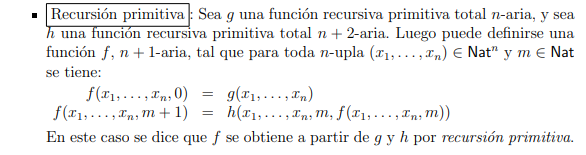 ▪ Recursión primitiva: Sea g una función recursiva primitiva total n-aria, y sea
h una función recursiva primitiva total n + 2-aria. Luego puede definirse una
función f, n + 1-aria, tal que para toda n-upla (x₁, . . . , xₙ) ∈ Natⁿ y m ∈ Nat
se tiene:
f(x₁, . . . , xₙ, 0) = g(x₁, . . . , xₙ)
f(x₁, . . . , xₙ, m + 1) = h(x₁, . . . , xₙ, m, f(x₁, . . . , xₙ, m))
En este caso se dice que f se obtiene a partir de g y h por recursión primitiva.